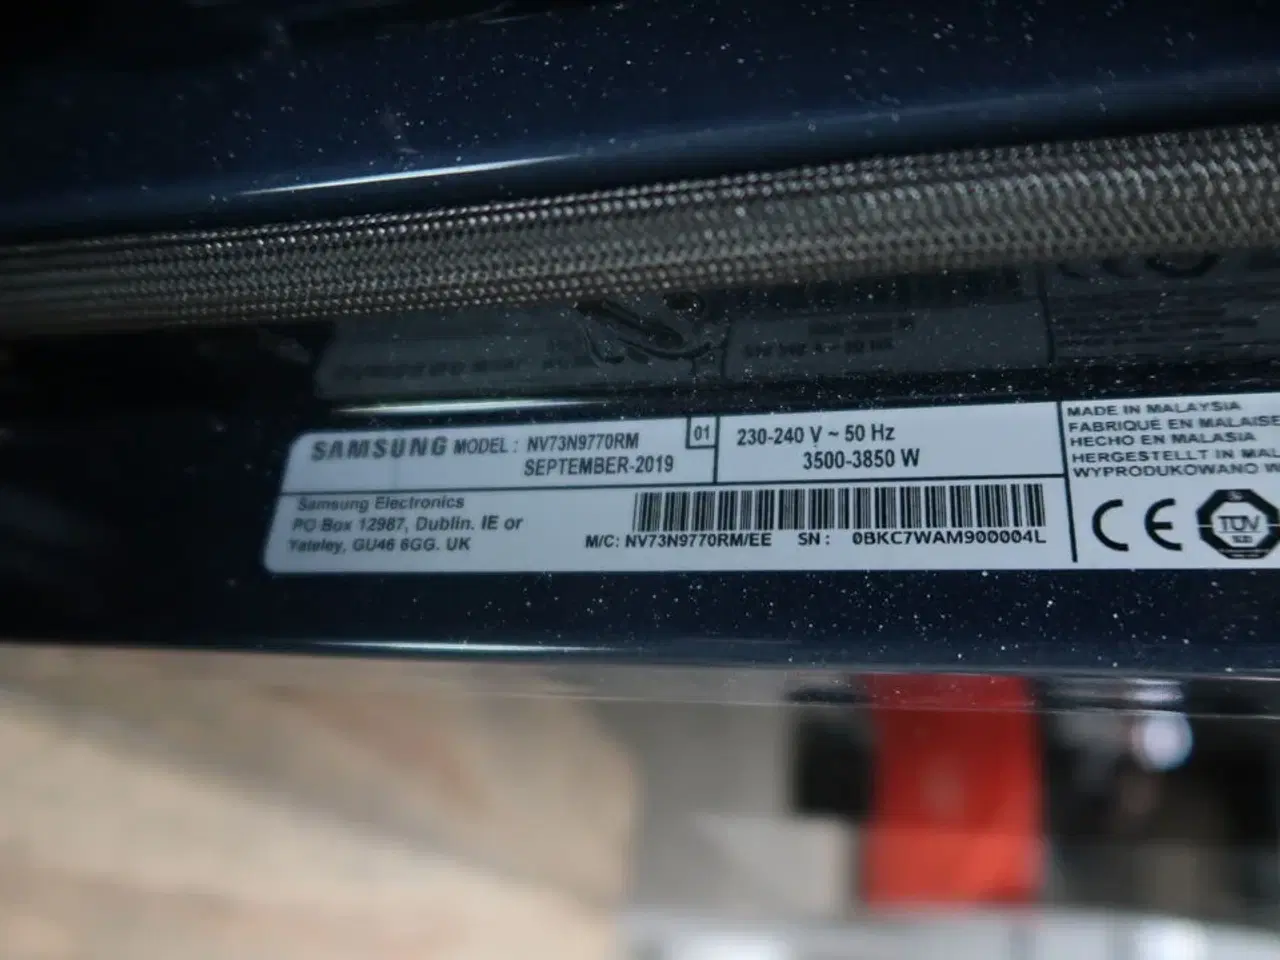 SAMSUNG MODEL : NV73N9770RM
SEPTEMBER-2019
01
230-240 V ~ 50 Hz
3500-3850 W
Samsung Electronics
PO Box 12987, Dublin. IE or
Yateley, GU46 6GG. UK
M/C: NV73N9770RM/EE SN : 0BKC7WAM900004L
MADE IN MALAYSIA
FABRIQUÉ EN MALAISE
HECHO EN MALASIA
HERGESTELLT IN MAL
WYPRODUKOWANO W
CE
TÜV